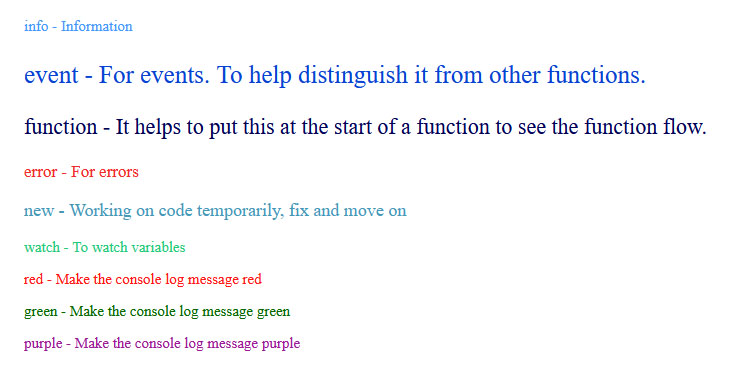 info - Information
event - For events. To help distinguish it from other functions.
function - It helps to put this at the start of a function to see the function flow.
error - For errors
new - Working on code temporarily, fix and move on
watch - To watch variables
red - Make the console log message red
green - Make the console log message green
purple - Make the console log message purple